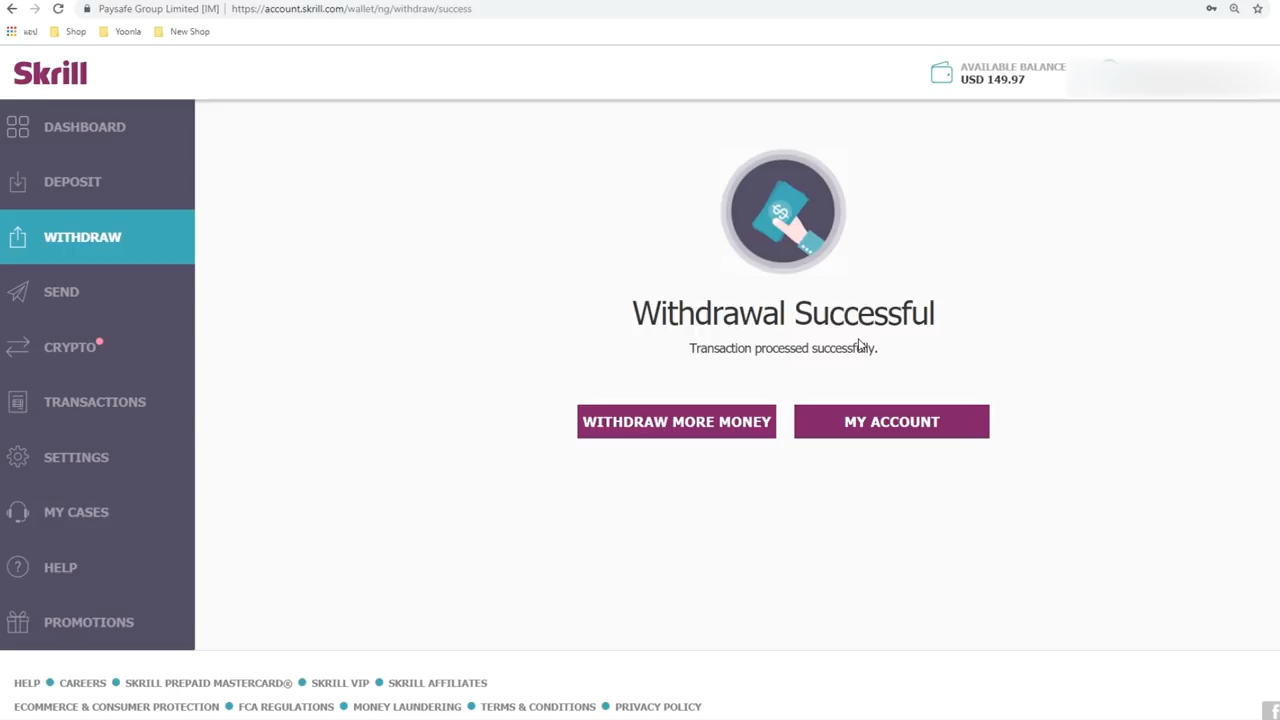 Paysafe Group Limited [IM] https://account.skrill.com/wallet/ng/withdraw/success
Shop Yoonla New Shop
Skrill
AVAILABLE BALANCE
USD 149.97
DASHBOARD
DEPOSIT
WITHDRAW
SEND
CRYPTO
TRANSACTIONS
SETTINGS
MY CASES
HELP
PROMOTIONS
Withdrawal Successful
Transaction processed successfully.
WITHDRAW MORE MONEY
MY ACCOUNT
HELP CAREERS SKRILL PREPAID MASTERCARD® SKRILL VIP SKRILL AFFILIATES
ECOMMERCE & CONSUMER PROTECTION FCA REGULATIONS MONEY LAUNDERING TERMS & CONDITIONS PRIVACY POLICY